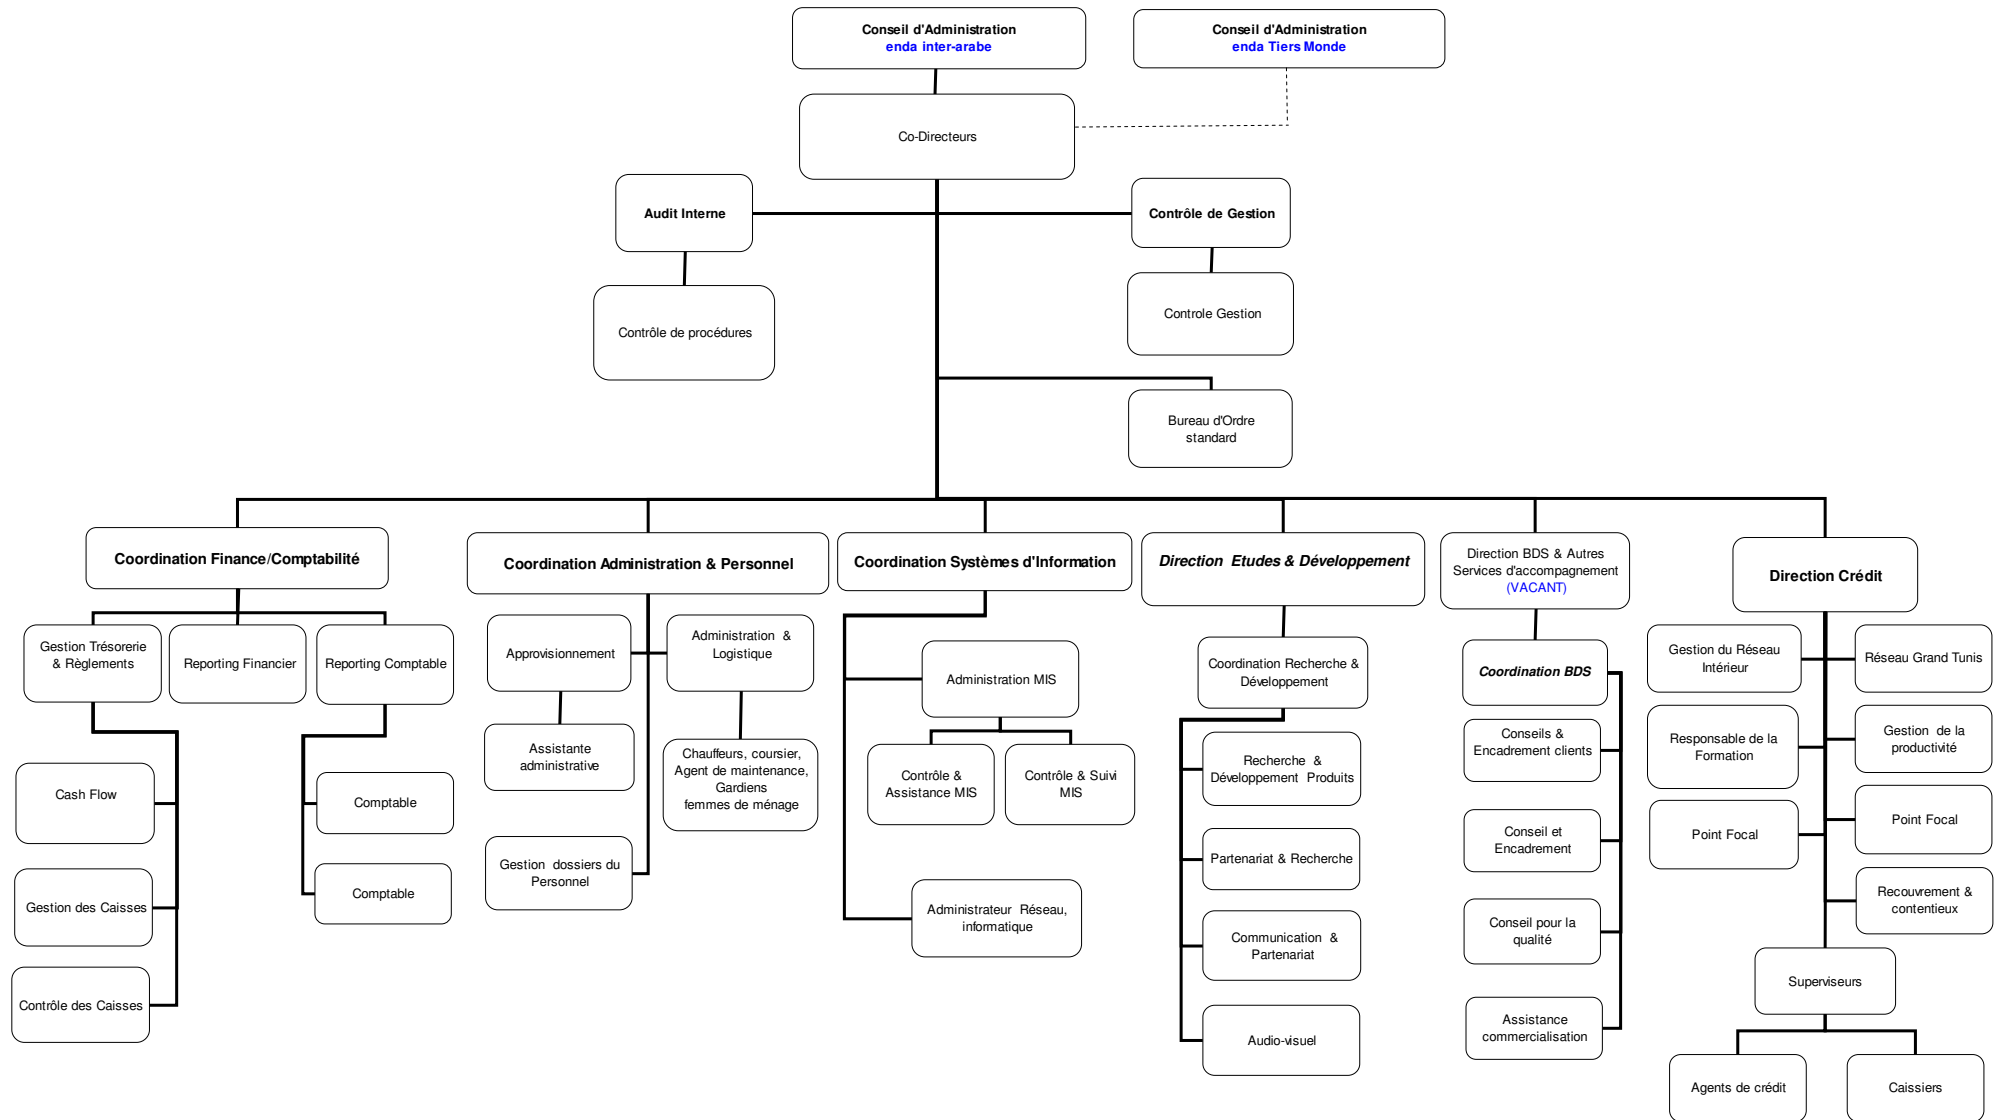 Conseil d'Administration
enda inter-arabe
Conseil d'Administration
enda Tiers Monde
Co-Directeurs
Audit Interne
Contrôle de Gestion
Contrôle de procédures
Controle Gestion
Bureau d'Ordre
standard
Coordination Finance/Comptabilité
Gestion Trésorerie
& Règlements
Reporting Financier
Reporting Comptable
Cash Flow
Gestion des Caisses
Contrôle des Caisses
Comptable
Comptable
Coordination Administration & Personnel
Approvisionnement
Administration &
Logistique
Assistante
administrative
Chauffeurs, coursier,
Agent de maintenance,
Gardiens
femmes de ménage
Gestion dossiers du
Personnel
Coordination Systèmes d'Information
Administration MIS
Contrôle &
Assistance MIS
Contrôle & Suivi
MIS
Administrateur Réseau,
informatique
Direction Etudes & Développement
Coordination Recherche &
Développement
Recherche &
Développement Produits
Partenariat & Recherche
Communication &
Partenariat
Audio-visuel
Direction BDS & Autres
Services d'accompagnement
(VACANT)
Coordination BDS
Conseils &
Encadrement clients
Conseil et
Encadrement
Conseil pour la
qualité
Assistance
commercialisation
Direction Crédit
Gestion du Réseau
Intérieur
Réseau Grand Tunis
Responsable de la
Formation
Gestion de la
productivité
Point Focal
Point Focal
Recouvrement &
contentieux
Superviseurs
Agents de crédit
Caissiers